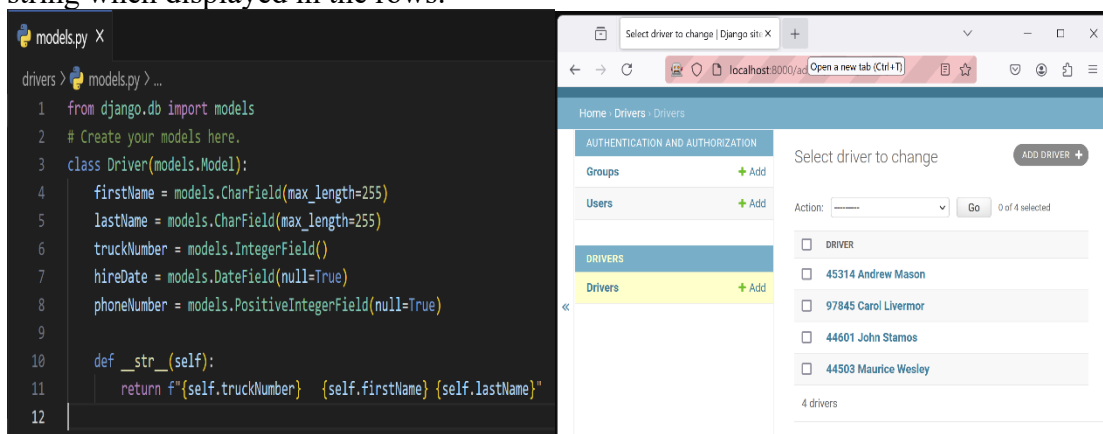 string when displayed in the rows.
models.py X
drivers > models.py > ...
1 from django.db import models
2 # Create your models here.
3 class Driver(models.Model):
4 firstName = models.CharField(max_length=255)
5 lastName = models.CharField(max_length=255)
6 truckNumber = models.IntegerField()
7 hireDate = models.DateField(null=True)
8 phoneNumber = models.PositiveIntegerField(null=True)
9
10 def __str__(self):
11 return f"{self.truckNumber}   {self.firstName} {self.lastName}"
12
Select driver to change | Django site
localhost:8000/ad
Open a new tab (Ctrl+T)
Home › Drivers › Drivers
AUTHENTICATION AND AUTHORIZATION
Groups + Add
Users + Add
DRIVERS
Drivers + Add
«
Select driver to change
ADD DRIVER +
Action: --------- Go 0 of 4 selected
DRIVER
45314 Andrew Mason
97845 Carol Livermor
44601 John Stamos
44503 Maurice Wesley
4 drivers